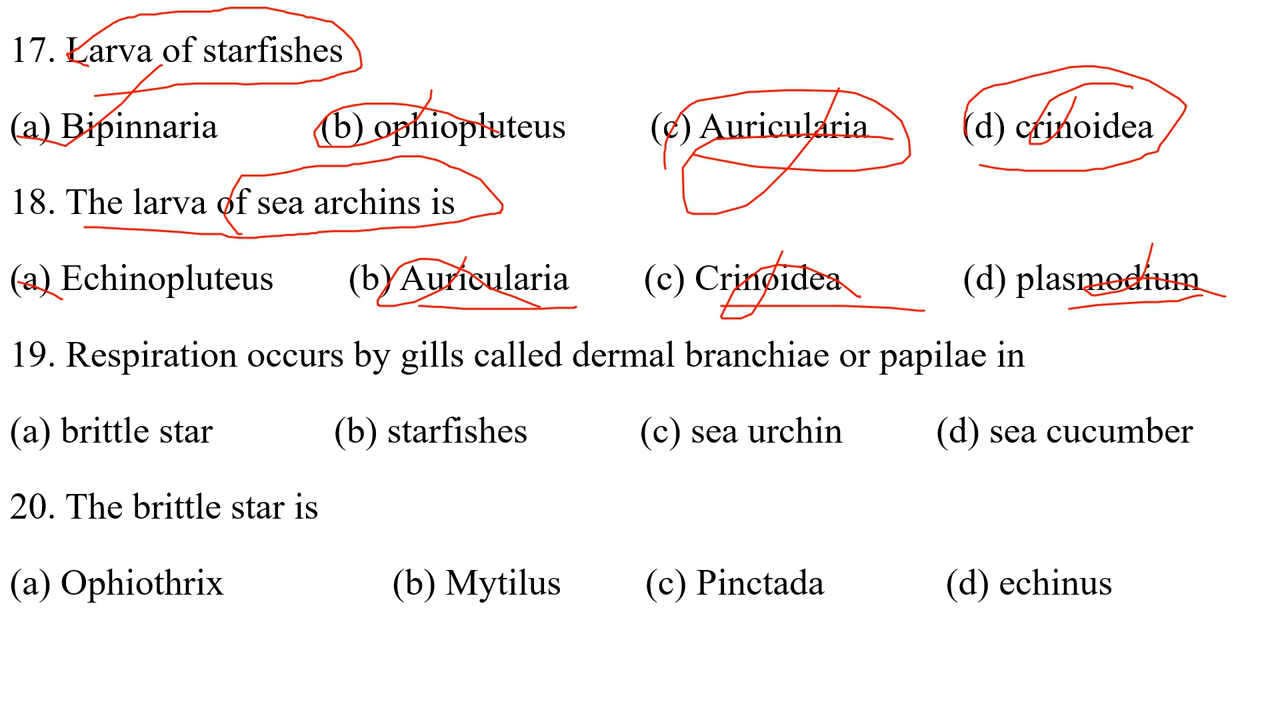 17. Larva of starfishes
(a) Bipinnaria (b) ophiopluteus (c) Auricularia (d) crinoidea
18. The larva of sea archins is
(a) Echinopluteus (b) Auricularia (c) Crinoidea (d) plasmodium
19. Respiration occurs by gills called dermal branchiae or papilae in
(a) brittle star (b) starfishes (c) sea urchin (d) sea cucumber
20. The brittle star is
(a) Ophiothrix (b) Mytilus (c) Pinctada (d) echinus